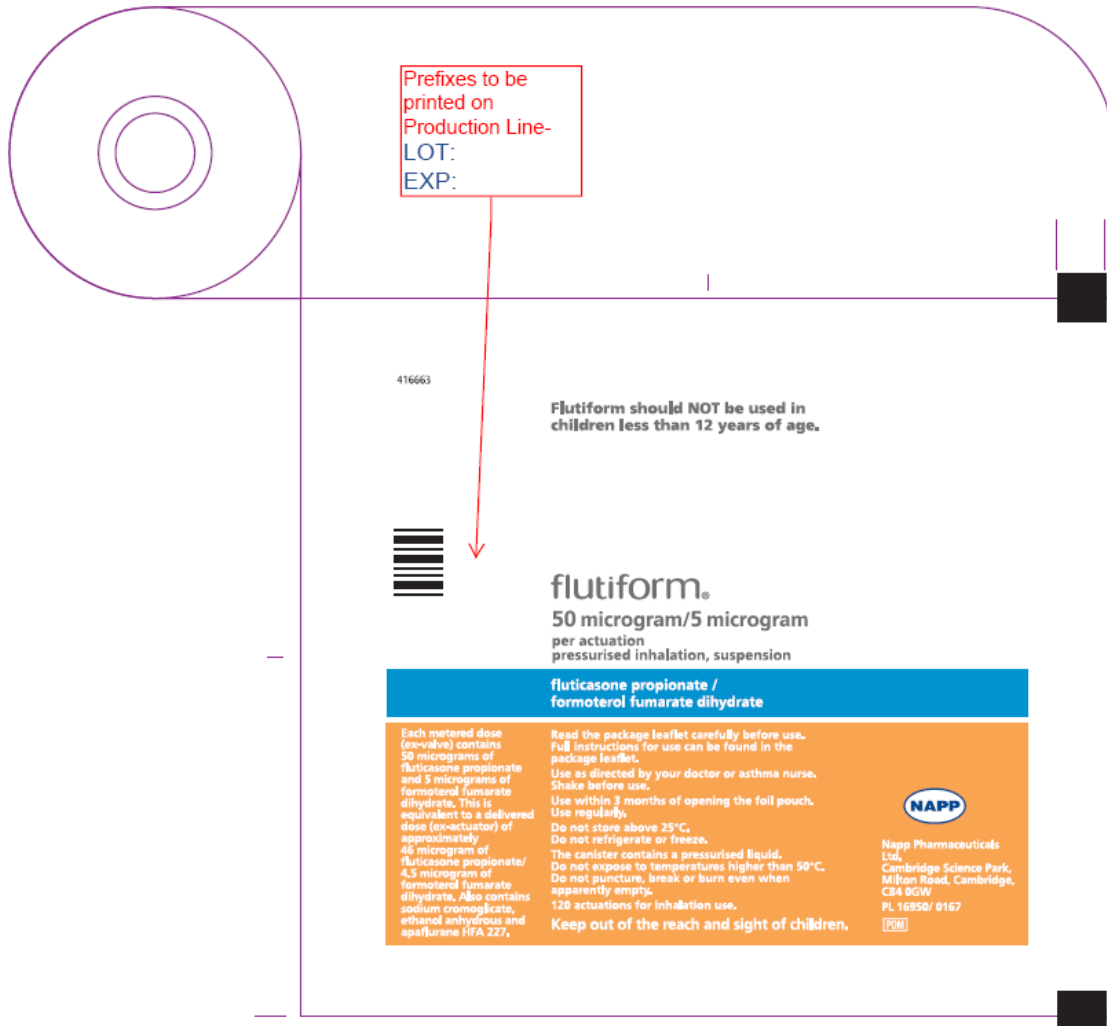 Prefixes to be
printed on
Production Line-
LOT:
EXP:
416663
Flutiform should NOT be used in
children less than 12 years of age.
flutiform®
50 microgram/5 microgram
per actuation
pressurised inhalation, suspension
fluticasone propionate /
formoterol fumarate dihydrate
Each metered dose
(ex-valve) contains
50 micrograms of
fluticasone propionate
and 5 micrograms of
formoterol fumarate
dihydrate. This is
equivalent to a delivered
dose (ex-actuator) of
approximately
46 microgram of
fluticasone propionate/
4.5 microgram of
formoterol fumarate
dihydrate. Also contains
sodium cromoglicate,
ethanol anhydrous and
apaflurane HFA 227.
Read the package leaflet carefully before use.
Full instructions for use can be found in the
package leaflet.
Use as directed by your doctor or asthma nurse.
Shake before use.
Use within 3 months of opening the foil pouch.
Use regularly.
Do not store above 25°C.
Do not refrigerate or freeze.
The canister contains a pressurised liquid.
Do not expose to temperatures higher than 50°C.
Do not puncture, break or burn even when
apparently empty.
120 actuations for inhalation use.
Keep out of the reach and sight of children.
NAPP
Napp Pharmaceuticals
Ltd,
Cambridge Science Park,
Milton Road, Cambridge,
CB4 0GW
PL 16950/ 0167
POM